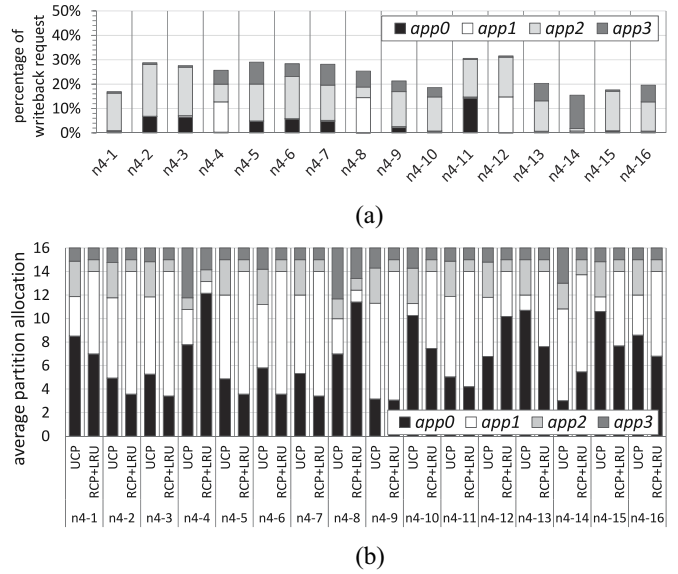 50%
app0 app1 app2 app3
40%
30%
20%
10%
0%
percentage of
writeback request
n4-1 n4-2 n4-3 n4-4 n4-5 n4-6 n4-7 n4-8 n4-9 n4-10 n4-11 n4-12 n4-13 n4-14 n4-15 n4-16
(a)
16
14
12
10
8
6
4
2
0
average partition allocation
app0 app1 app2 app3
UCP RCP+LRU UCP RCP+LRU UCP RCP+LRU UCP RCP+LRU UCP RCP+LRU UCP RCP+LRU UCP RCP+LRU UCP RCP+LRU UCP RCP+LRU UCP RCP+LRU UCP RCP+LRU UCP RCP+LRU UCP RCP+LRU UCP RCP+LRU UCP RCP+LRU UCP RCP+LRU
n4-1 n4-2 n4-3 n4-4 n4-5 n4-6 n4-7 n4-8 n4-9 n4-10 n4-11 n4-12 n4-13 n4-14 n4-15 n4-16
(b)